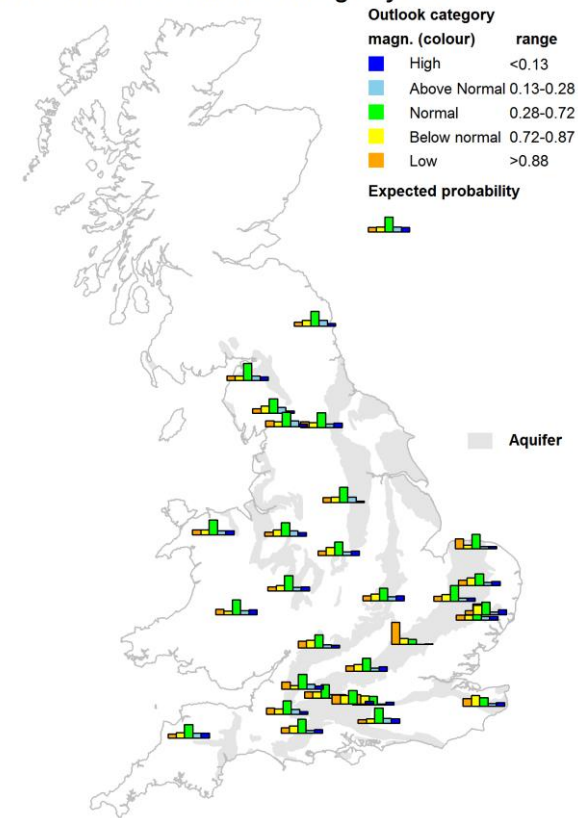 Outlook category
magn. (colour) range
High <0.13
Above Normal 0.13-0.28
Normal 0.28-0.72
Below normal 0.72-0.87
Low >0.88
Expected probability
Aquifer